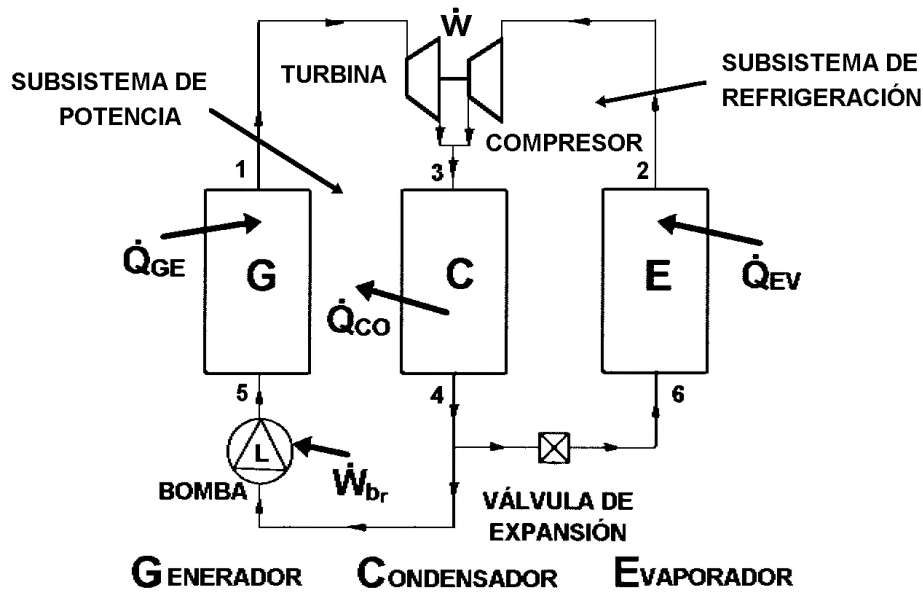 Ẇ
TURBINA
SUBSISTEMA DE
POTENCIA
SUBSISTEMA DE
REFRIGERACIÓN
COMPRESOR
1
3
2
Q̇GE
G
Q̇CO
C
E
Q̇EV
5
4
6
L
BOMBA
Ẇbr
VÁLVULA DE
EXPANSIÓN
GENERADOR CONDENSADOR EVAPORADOR